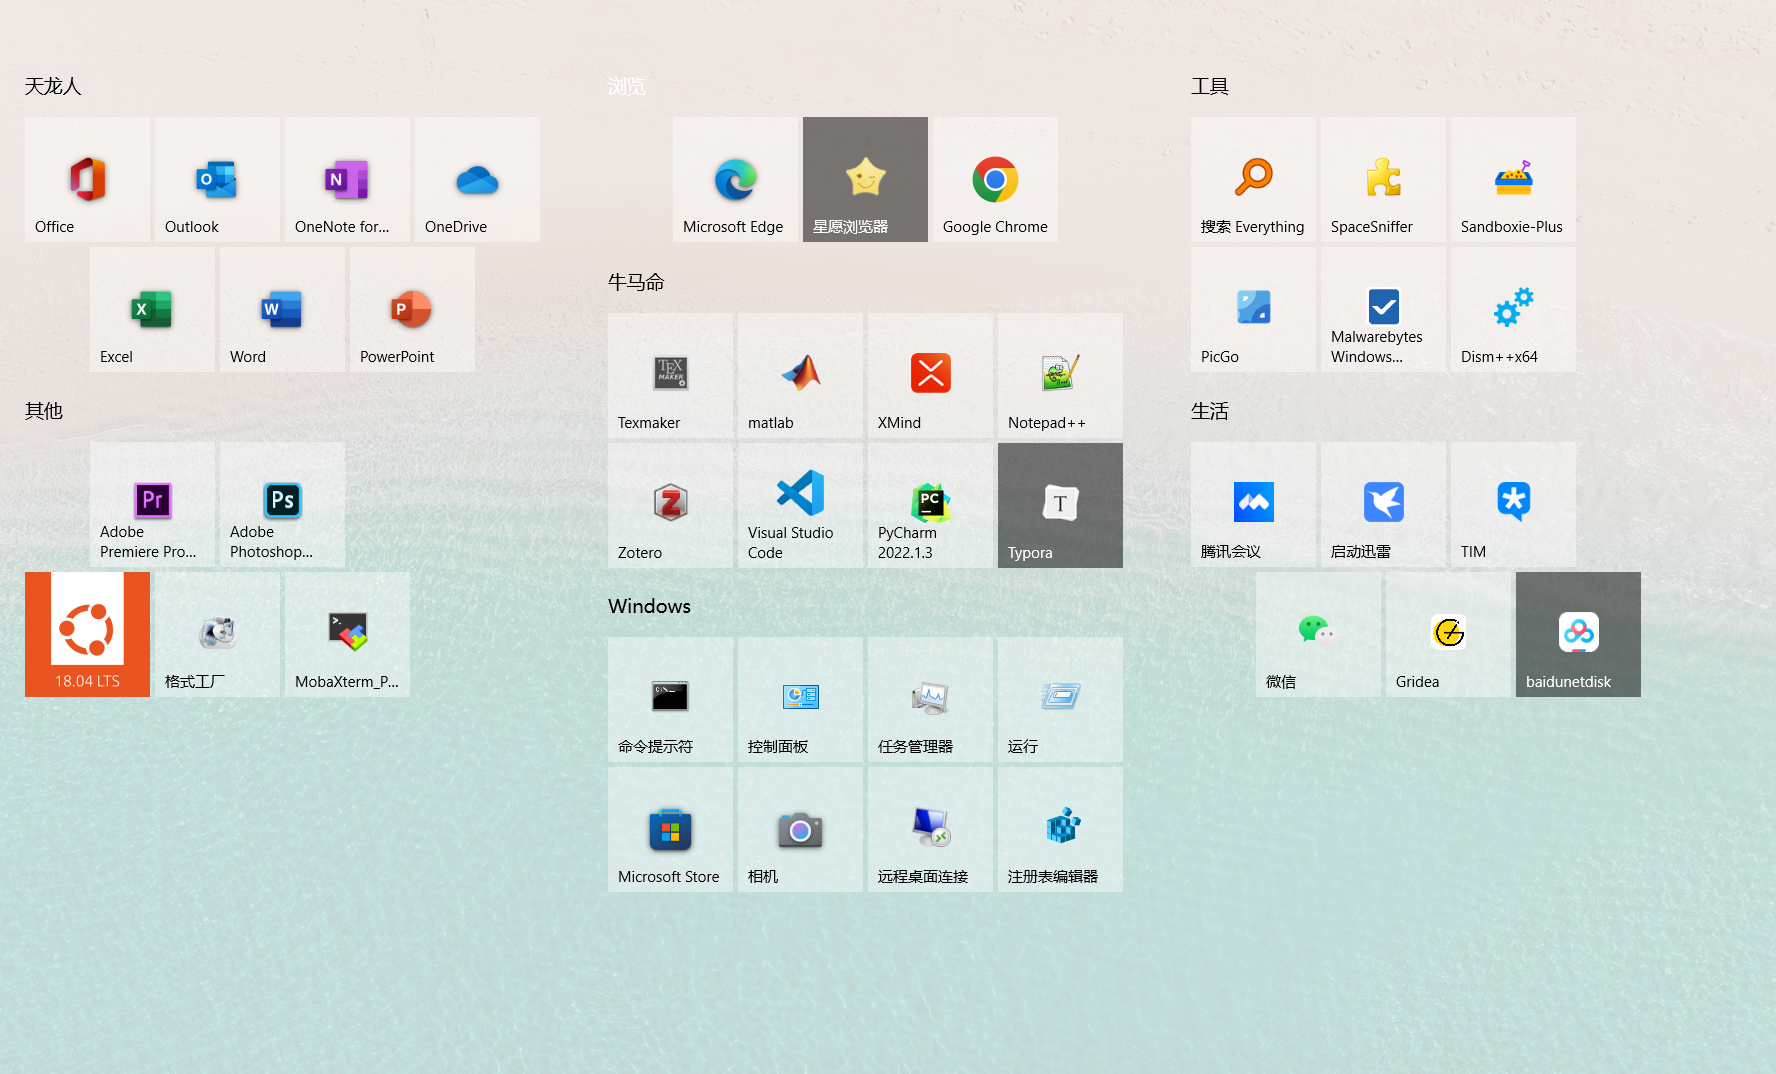 天龙人
Office
Outlook
OneNote for...
OneDrive
Excel
Word
PowerPoint
其他
Adobe
Premiere Pro...
Adobe
Photoshop...
18.04 LTS
格式工厂
MobaXterm_P...
浏览
Microsoft Edge
星愿浏览器
Google Chrome
牛马命
Texmaker
matlab
XMind
Notepad++
Zotero
Visual Studio
Code
PyCharm
2022.1.3
Typora
Windows
命令提示符
控制面板
任务管理器
运行
Microsoft Store
相机
远程桌面连接
注册表编辑器
工具
搜索 Everything
SpaceSniffer
Sandboxie-Plus
PicGo
Malwarebytes
Windows...
Dism++x64
生活
腾讯会议
启动迅雷
TIM
微信
Gridea
baidunetdisk